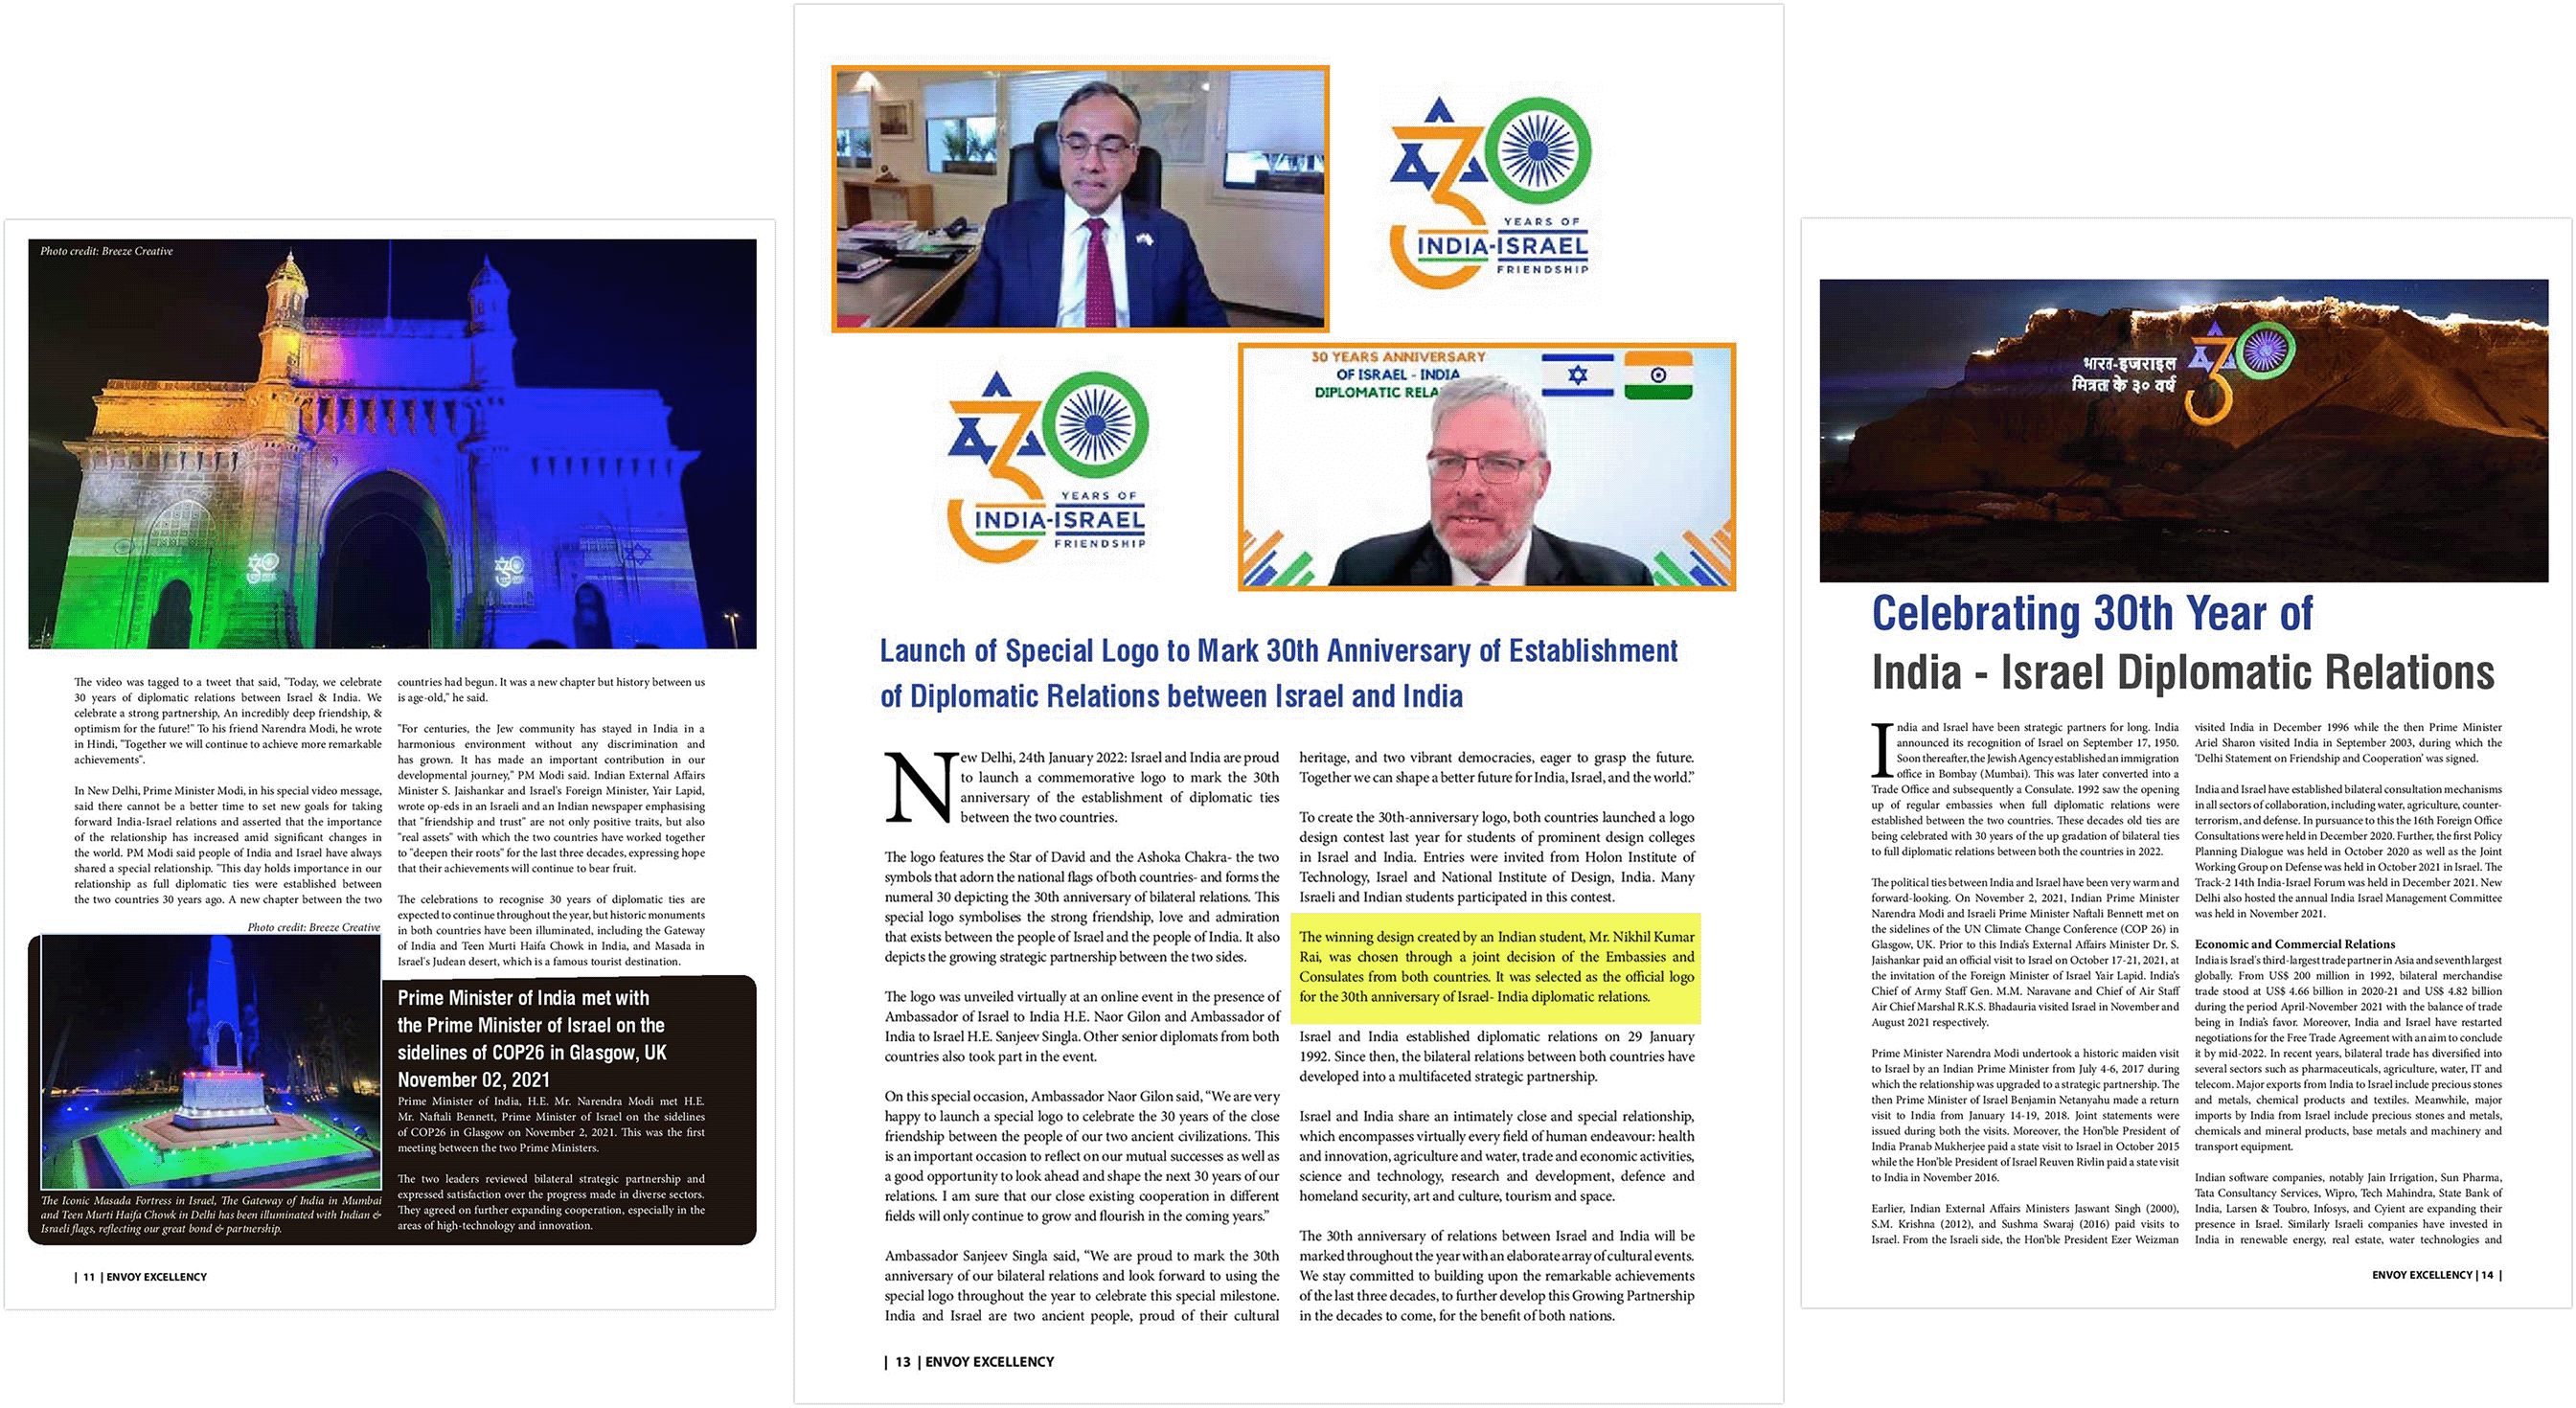 Photo credit: Breeze Creative
The video was tagged to a tweet that said, "Today, we celebrate
30 years of diplomatic relations between Israel & India. We
celebrate a strong partnership, An incredibly deep friendship, &
optimism for the future!" To his friend Narendra Modi, he wrote
in Hindi, "Together we will continue to achieve more remarkable
achievements".
In New Delhi, Prime Minister Modi, in his special video message,
said there cannot be a better time to set new goals for taking
forward India-Israel relations and asserted that the importance
of the relationship has increased amid significant changes in
the world. PM Modi said people of India and Israel have always
shared a special relationship. "This day holds importance in our
relationship as full diplomatic ties were established between
the two countries 30 years ago. A new chapter between the two
countries had begun. It was a new chapter but history between us
is age-old," he said.
"For centuries, the Jew community has stayed in India in a
harmonious environment without any discrimination and
has grown. It has made an important contribution in our
developmental journey," PM Modi said. Indian External Affairs
Minister S. Jaishankar and Israel's Foreign Minister, Yair Lapid,
wrote op-eds in an Israeli and an Indian newspaper emphasising
that "friendship and trust" are not only positive traits, but also
"real assets" with which the two countries have worked together
to "deepen their roots" for the last three decades, expressing hope
that their achievements will continue to bear fruit.
The celebrations to recognise 30 years of diplomatic ties are
expected to continue throughout the year, but historic monuments
in both countries have been illuminated, including the Gateway
of India and Teen Murti Haifa Chowk in India, and Masada in
Israel's Judean desert, which is a famous tourist destination.
Photo credit: Breeze Creative
The Iconic Masada Fortress in Israel, The Gateway of India in Mumbai
and Teen Murti Haifa Chowk in Delhi has been illuminated with Indian &
Israeli flags, reflecting our great bond & partnership.
Prime Minister of India met with
the Prime Minister of Israel on the
sidelines of COP26 in Glasgow, UK
November 02, 2021
Prime Minister of India, H.E. Mr. Narendra Modi met H.E.
Mr. Naftali Bennett, Prime Minister of Israel on the sidelines
of COP26 in Glasgow on November 2, 2021. This was the first
meeting between the two Prime Ministers.
The two leaders reviewed bilateral strategic partnership and
expressed satisfaction over the progress made in diverse sectors.
They agreed on further expanding cooperation, especially in the
areas of high-technology and innovation.
| 11 | ENVOY EXCELLENCY
30
YEARS OF
INDIA-ISRAEL
FRIENDSHIP
30
YEARS OF
INDIA-ISRAEL
FRIENDSHIP
30 YEARS ANNIVERSARY
OF ISRAEL - INDIA
DIPLOMATIC RELA
Launch of Special Logo to Mark 30th Anniversary of Establishment
of Diplomatic Relations between Israel and India
New Delhi, 24th January 2022: Israel and India are proud
to launch a commemorative logo to mark the 30th
anniversary of the establishment of diplomatic ties
between the two countries.
The logo features the Star of David and the Ashoka Chakra- the two
symbols that adorn the national flags of both countries- and forms the
numeral 30 depicting the 30th anniversary of bilateral relations. This
special logo symbolises the strong friendship, love and admiration
that exists between the people of Israel and the people of India. It also
depicts the growing strategic partnership between the two sides.
The logo was unveiled virtually at an online event in the presence of
Ambassador of Israel to India H.E. Naor Gilon and Ambassador of
India to Israel H.E. Sanjeev Singla. Other senior diplomats from both
countries also took part in the event.
On this special occasion, Ambassador Naor Gilon said, “We are very
happy to launch a special logo to celebrate the 30 years of the close
friendship between the people of our two ancient civilizations. This
is an important occasion to reflect on our mutual successes as well as
a good opportunity to look ahead and shape the next 30 years of our
relations. I am sure that our close existing cooperation in different
fields will only continue to grow and flourish in the coming years.”
Ambassador Sanjeev Singla said, “We are proud to mark the 30th
anniversary of our bilateral relations and look forward to using the
special logo throughout the year to celebrate this special milestone.
India and Israel are two ancient people, proud of their cultural
heritage, and two vibrant democracies, eager to grasp the future.
Together we can shape a better future for India, Israel, and the world.”
To create the 30th-anniversary logo, both countries launched a logo
design contest last year for students of prominent design colleges
in Israel and India. Entries were invited from Holon Institute of
Technology, Israel and National Institute of Design, India. Many
Israeli and Indian students participated in this contest.
The winning design created by an Indian student, Mr. Nikhil Kumar
Rai, was chosen through a joint decision of the Embassies and
Consulates from both countries. It was selected as the official logo
for the 30th anniversary of Israel- India diplomatic relations.
Israel and India established diplomatic relations on 29 January
1992. Since then, the bilateral relations between both countries have
developed into a multifaceted strategic partnership.
Israel and India share an intimately close and special relationship,
which encompasses virtually every field of human endeavour: health
and innovation, agriculture and water, trade and economic activities,
science and technology, research and development, defence and
homeland security, art and culture, tourism and space.
The 30th anniversary of relations between Israel and India will be
marked throughout the year with an elaborate array of cultural events.
We stay committed to building upon the remarkable achievements
of the last three decades, to further develop this Growing Partnership
in the decades to come, for the benefit of both nations.
| 13 | ENVOY EXCELLENCY
भारत-इजराइल
मित्रता के ३० वर्ष
30
Celebrating 30th Year of
India - Israel Diplomatic Relations
India and Israel have been strategic partners for long. India
announced its recognition of Israel on September 17, 1950.
Soon thereafter, the Jewish Agency established an immigration
office in Bombay (Mumbai). This was later converted into a
Trade Office and subsequently a Consulate. 1992 saw the opening
up of regular embassies when full diplomatic relations were
established between the two countries. These decades old ties are
being celebrated with 30 years of the up gradation of bilateral ties
to full diplomatic relations between both the countries in 2022.
The political ties between India and Israel have been very warm and
forward-looking. On November 2, 2021, Indian Prime Minister
Narendra Modi and Israeli Prime Minister Naftali Bennett met on
the sidelines of the UN Climate Change Conference (COP 26) in
Glasgow, UK. Prior to this India's External Affairs Minister Dr. S.
Jaishankar paid an official visit to Israel on October 17-21, 2021, at
the invitation of the Foreign Minister of Israel Yair Lapid. India's
Chief of Army Staff Gen. M.M. Naravane and Chief of Air Staff
Air Chief Marshal R.K.S. Bhadauria visited Israel in November and
August 2021 respectively.
Prime Minister Narendra Modi undertook a historic maiden visit
to Israel by an Indian Prime Minister from July 4-6, 2017 during
which the relationship was upgraded to a strategic partnership. The
then Prime Minister of Israel Benjamin Netanyahu made a return
visit to India from January 14-19, 2018. Joint statements were
issued during both the visits. Moreover, the Hon'ble President of
India Pranab Mukherjee paid a state visit to Israel in October 2015
while the Hon'ble President of Israel Reuven Rivlin paid a state visit
to India in November 2016.
Earlier, Indian External Affairs Ministers Jaswant Singh (2000),
S.M. Krishna (2012), and Sushma Swaraj (2016) paid visits to
Israel. From the Israeli side, the Hon'ble President Ezer Weizman
visited India in December 1996 while the then Prime Minister
Ariel Sharon visited India in September 2003, during which the
'Delhi Statement on Friendship and Cooperation' was signed.
India and Israel have established bilateral consultation mechanisms
in all sectors of collaboration, including water, agriculture, counter-
terrorism, and defense. In pursuance to this the 16th Foreign Office
Consultations were held in December 2020. Further, the first Policy
Planning Dialogue was held in October 2020 as well as the Joint
Working Group on Defense was held in October 2021 in Israel. The
Track-2 14th India-Israel Forum was held in December 2021. New
Delhi also hosted the annual India Israel Management Committee
was held in November 2021.
Economic and Commercial Relations
India is Israel's third-largest trade partner in Asia and seventh largest
globally. From US$ 200 million in 1992, bilateral merchandise
trade stood at US$ 4.66 billion in 2020-21 and US$ 4.82 billion
during the period April-November 2021 with the balance of trade
being in India's favor. Moreover, India and Israel have restarted
negotiations for the Free Trade Agreement with an aim to conclude
it by mid-2022. In recent years, bilateral trade has diversified into
several sectors such as pharmaceuticals, agriculture, water, IT and
telecom. Major exports from India to Israel include precious stones
and metals, chemical products and textiles. Meanwhile, major
imports by India from Israel include precious stones and metals,
chemicals and mineral products, base metals and machinery and
transport equipment.
Indian software companies, notably Jain Irrigation, Sun Pharma,
Tata Consultancy Services, Wipro, Tech Mahindra, State Bank of
India, Larsen & Toubro, Infosys, and Cyient are expanding their
presence in Israel. Similarly Israeli companies have invested in
India in renewable energy, real estate, water technologies and
ENVOY EXCELLENCY | 14 |